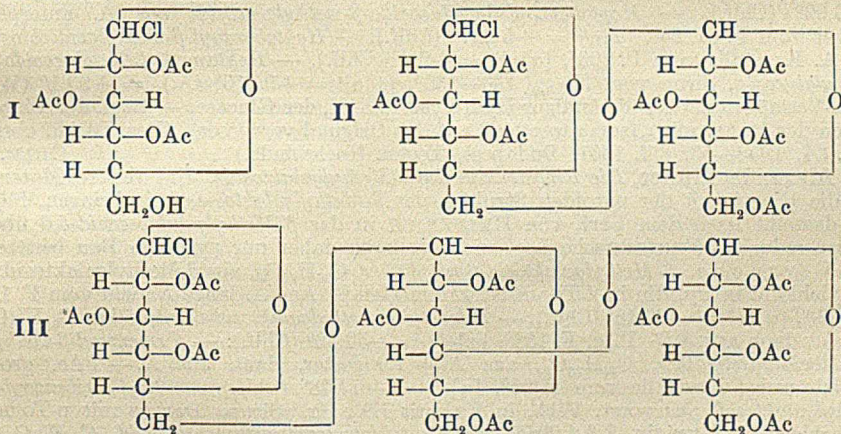 CHCl CHCl CH
H—C—OAc H—C—OAc H—C—OAc
I AcO—C—H O II AcO—C—H O O AcO—C—H O
H—C—OAc H—C—OAc H—C—OAc
H—C— H—C— H—C—
CH₂OH CH₂ CH₂OAc
CHCl CH CH
H—C—OAc H—C—OAc H—C—OAc
III AcO—C—H O O AcO—C—H O O AcO—C—H O
H—C—OAc H—C— H—C—OAc
H—C— H—C— H—C—
CH₂ CH₂OAc CH₂OAc